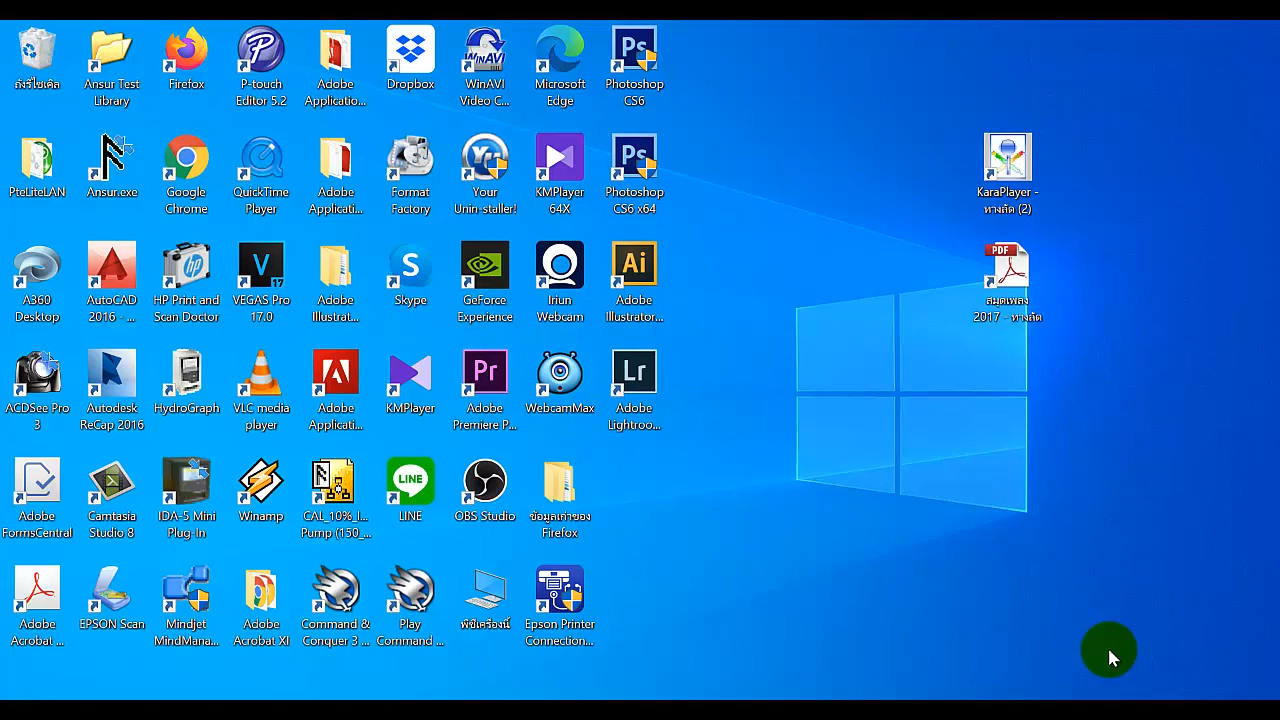 ถังรีไซเคิล
Ansur Test
Library
Firefox
P-touch
Editor 5.2
Adobe
Applicatio...
Dropbox
WinAVI
Video C...
Microsoft
Edge
Photoshop
CS6
PteLiteLAN
Ansur.exe
Google
Chrome
QuickTime
Player
Adobe
Applicati...
Format
Factory
Your
Unin-staller!
KMPlayer
64X
Photoshop
CS6 x64
KaraPlayer -
ทางลัด (2)
A360
Desktop
AutoCAD
2016 - ...
HP Print and
Scan Doctor
VEGAS Pro
17.0
Adobe
Illustrat...
Skype
GeForce
Experience
Iriun
Webcam
Adobe
Illustrator...
PDF
สมุดเพลง
2017 - ทางลัด
ACDSee Pro
3
Autodesk
ReCap 2016
HydroGraph
VLC media
player
Adobe
Applicati...
KMPlayer
Adobe
Premiere P...
WebcamMax
Adobe
Lightroo...
Adobe
FormsCentral
Camtasia
Studio 8
IDA-5 Mini
Plug-In
Winamp
CAL_10%_I...
Pump (150_...
LINE
LINE
OBS Studio
ข้อมูลเก่าของ
Firefox
Adobe
Acrobat ...
EPSON Scan
Mindjet
MindMana...
Adobe
Acrobat XI
Command &
Conquer 3 ...
Play
Command ...
พีซีเครื่องนี้
Epson Printer
Connection...